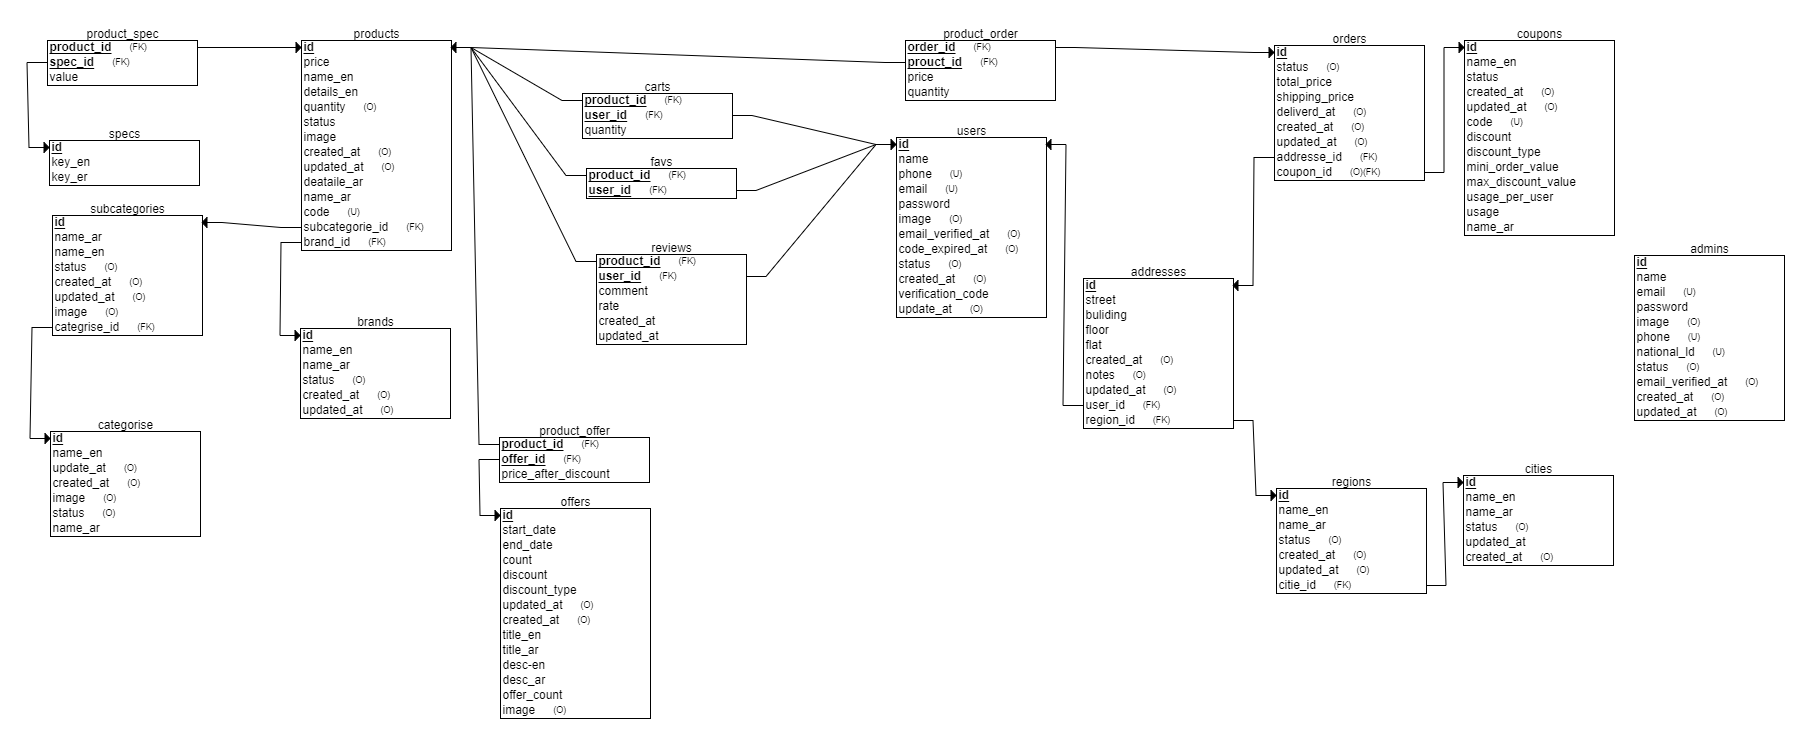 product_spec
product_id (FK)
spec_id (FK)
value
specs
id
key_en
key_er
subcategories
id
name_ar
name_en
status (O)
created_at (O)
updated_at (O)
image (O)
categrise_id (FK)
categorise
id
name_en
update_at (O)
created_at (O)
image (O)
status (O)
name_ar
products
id
price
name_en
details_en
quantity (O)
status
image
created_at (O)
updated_at (O)
deataile_ar
name_ar
code (U)
subcategorie_id (FK)
brand_id (FK)
brands
id
name_en
name_ar
status (O)
created_at (O)
updated_at (O)
carts
product_id (FK)
user_id (FK)
quantity
favs
product_id (FK)
user_id (FK)
reviews
product_id (FK)
user_id (FK)
comment
rate
created_at
updated_at
product_offer
product_id (FK)
offer_id (FK)
price_after_discount
offers
id
start_date
end_date
count
discount
discount_type
updated_at (O)
created_at (O)
title_en
title_ar
desc-en
desc_ar
offer_count
image (O)
product_order
order_id (FK)
prouct_id (FK)
price
quantity
users
id
name
phone (U)
email (U)
password
image (O)
email_verified_at (O)
code_expired_at (O)
status (O)
created_at (O)
verification_code
update_at (O)
addresses
id
street
buliding
floor
flat
created_at (O)
notes (O)
updated_at (O)
user_id (FK)
region_id (FK)
orders
id
status (O)
total_price
shipping_price
deliverd_at (O)
created_at (O)
updated_at (O)
addresse_id (FK)
coupon_id (O)(FK)
regions
id
name_en
name_ar
status (O)
created_at (O)
updated_at (O)
citie_id (FK)
coupons
id
name_en
status
created_at (O)
updated_at (O)
code (U)
discount
discount_type
mini_order_value
max_discount_value
usage_per_user
usage
name_ar
cities
id
name_en
name_ar
status (O)
updated_at
created_at (O)
admins
id
name
email (U)
password
image (O)
phone (U)
national_Id (U)
status (O)
email_verified_at (O)
created_at (O)
updated_at (O)